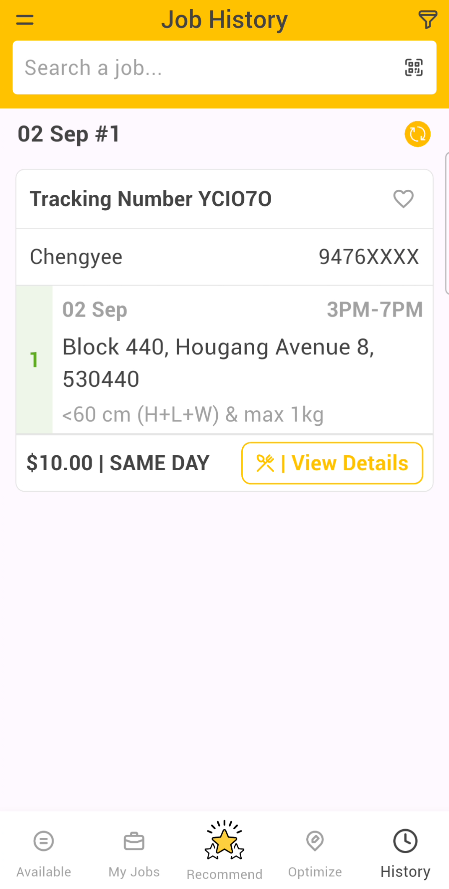 Job History
Search a job...
02 Sep #1
Tracking Number YCIO7O
Chengyee 9476XXXX
02 Sep 3PM-7PM
1 Block 440, Hougang Avenue 8,
530440
<60 cm (H+L+W) & max 1kg
$10.00 | SAME DAY | View Details
Available My Jobs Recommend Optimize History